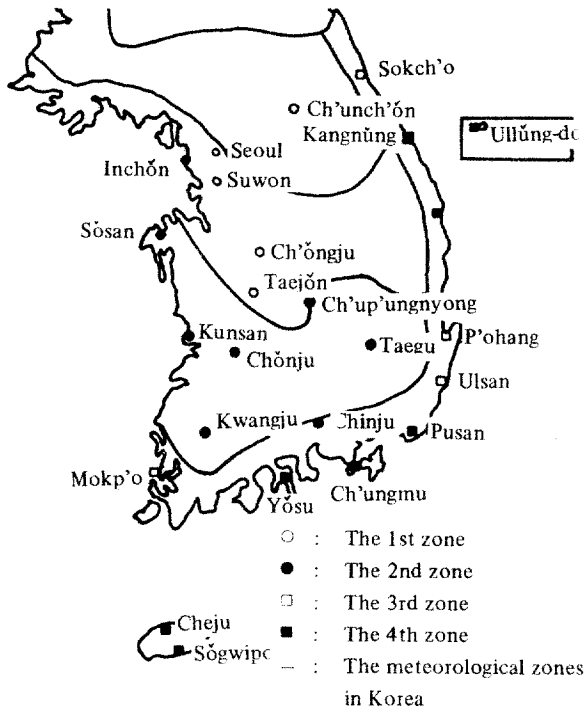 Sokch'o
Ch'unch'ŏn
Kangnŭng
Ullŭng-do
Seoul
Inchŏn
Suwon
Sŏsan
Ch'ŏngju
Taejŏn
Ch'up'ungnyong
Kunsan
P'ohang
Taegu
Chŏnju
Ulsan
Kwangju
Chinju
Pusan
Mokp'o
Ch'ungmu
Yŏsu
○ : The 1st zone
● : The 2nd zone
□ : The 3rd zone
Cheju
■ : The 4th zone
Sŏgwipo
— : The meteorological zones
in Korea